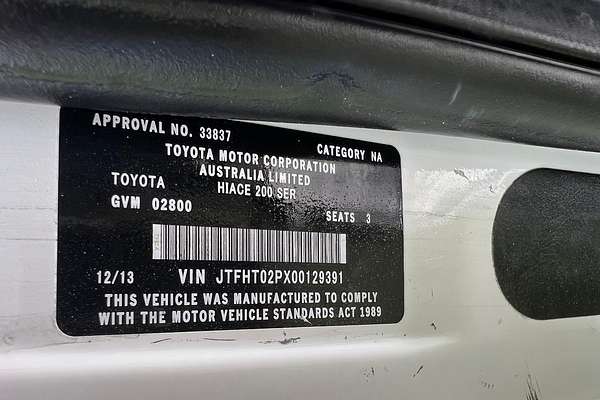 APPROVAL NO. 33837
CATEGORY NA
TOYOTA MOTOR CORPORATION
AUSTRALIA LIMITED
TOYOTA HIACE 200 SER
GVM 02800
SEATS 3
12/13 VIN JTFHT02PX00129391
THIS VEHICLE WAS MANUFACTURED TO COMPLY
WITH THE MOTOR VEHICLE STANDARDS ACT 1989